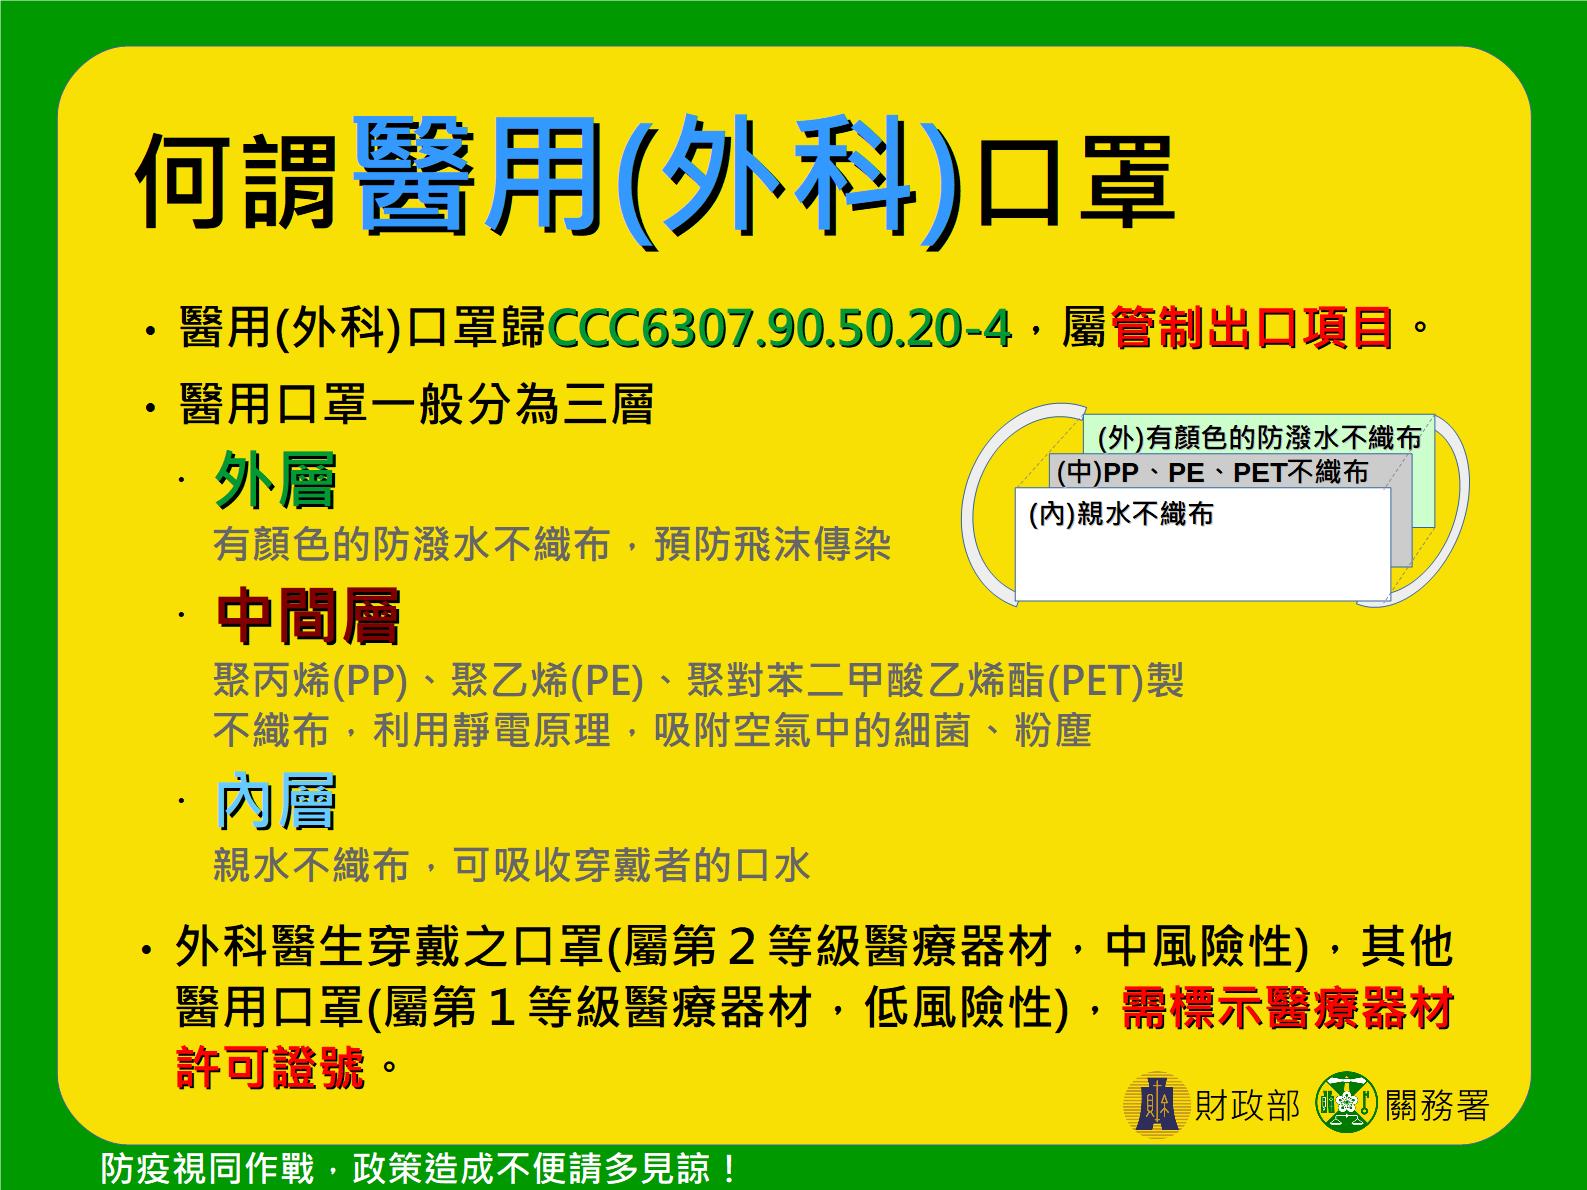 何謂醫用(外科)口罩
• 醫用(外科)口罩歸CCC6307.90.50.20-4，屬管制出口項目。
• 醫用口罩一般分為三層
• 外層
有顏色的防潑水不織布，預防飛沫傳染
• 中間層
聚丙烯(PP)、聚乙烯(PE)、聚對苯二甲酸乙烯酯(PET)製
不織布，利用靜電原理，吸附空氣中的細菌、粉塵
• 內層
親水不織布，可吸收穿戴者的口水
(外)有顏色的防潑水不織布
(中)PP、PE、PET不織布
(內)親水不織布
• 外科醫生穿戴之口罩(屬第２等級醫療器材，中風險性)，其他
醫用口罩(屬第１等級醫療器材，低風險性)，需標示醫療器材
許可證號。
財政部 關務署
防疫視同作戰，政策造成不便請多見諒！